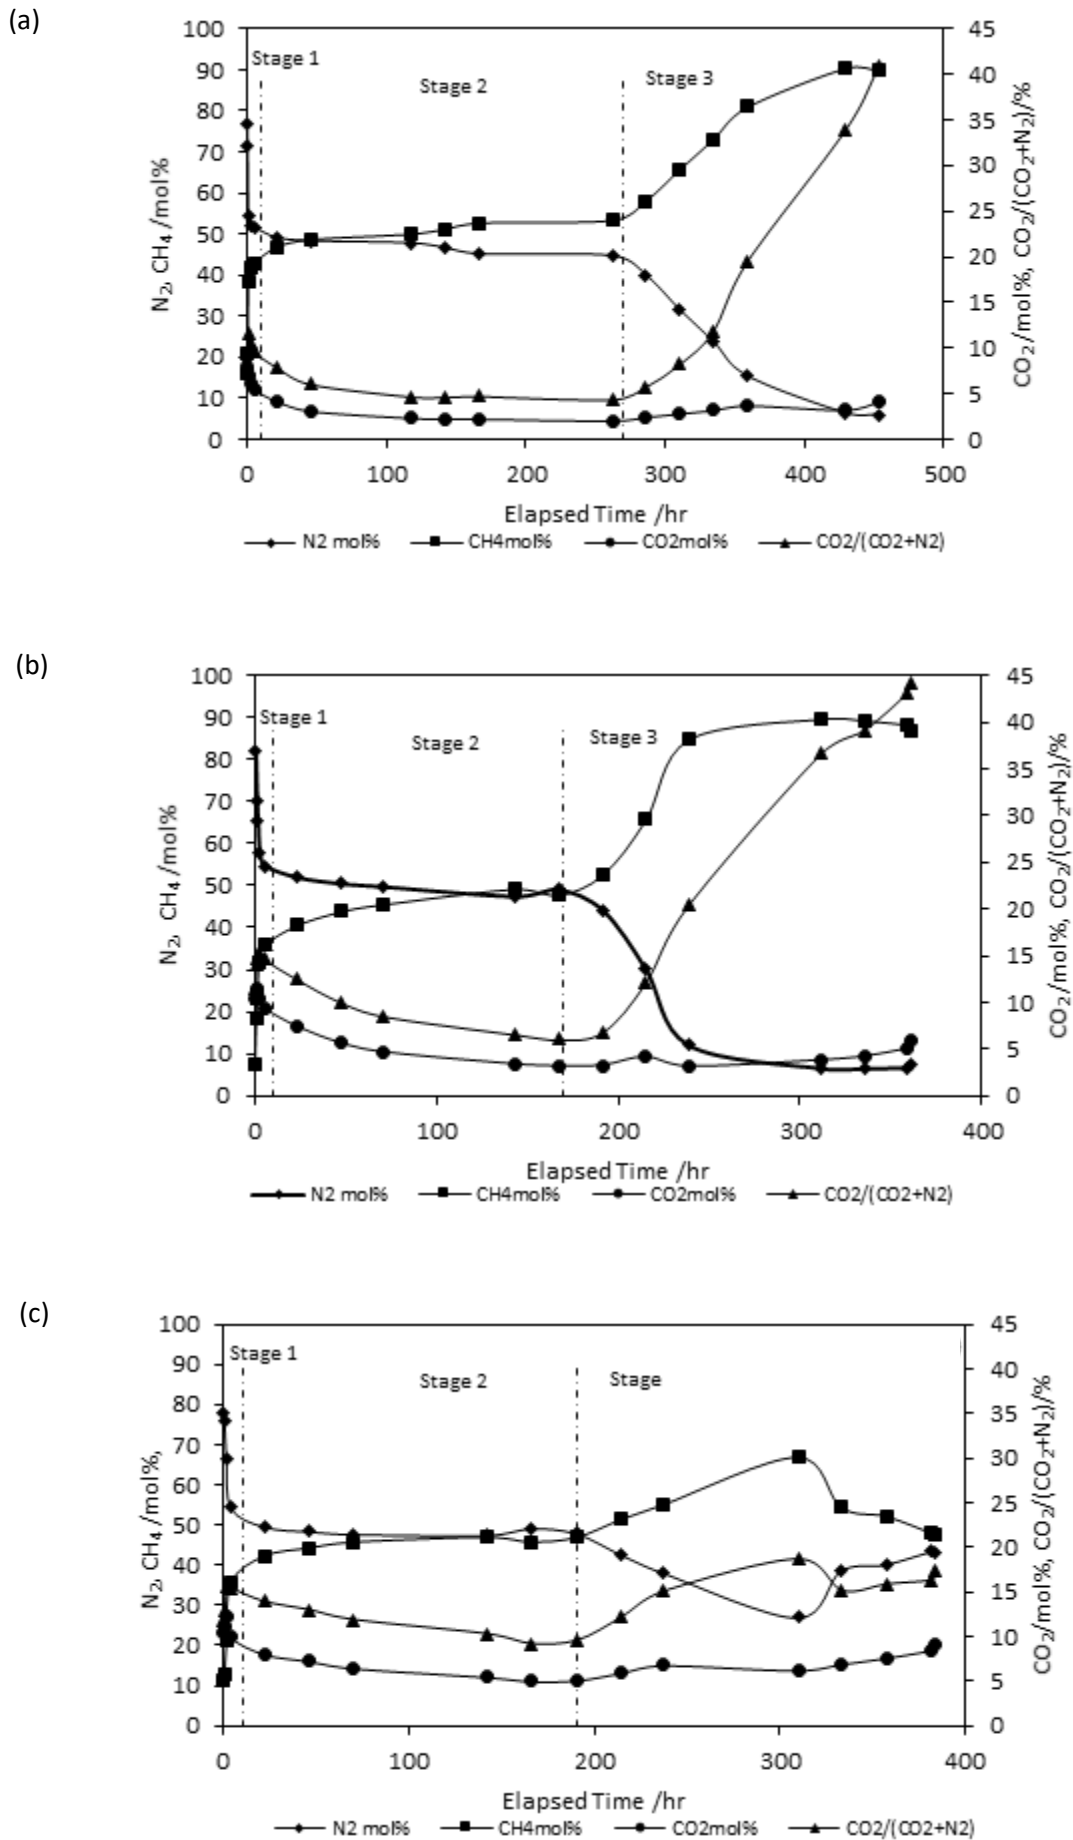 (a)
100
90
80
70
60
50
40
30
20
10
0
45
40
35
30
25
20
15
10
5
0
Stage 1
Stage 2
Stage 3
N₂, CH₄ /mol%
CO₂/mol%, CO₂/(CO₂+N₂)/%
0 100 200 300 400 500
Elapsed Time /hr
N2 mol% CH4mol% CO2mol% CO2/(CO2+N2)
(b)
100
90
80
70
60
50
40
30
20
10
0
45
40
35
30
25
20
15
10
5
0
Stage 1
Stage 2
Stage 3
N₂, CH₄ /mol%
CO₂/mol%, CO₂/(CO₂+N₂)/%
0 100 200 300 400
Elapsed Time /hr
N2 mol% CH4mol% CO2mol% CO2/(CO2+N2)
(c)
100
90
80
70
60
50
40
30
20
10
0
45
40
35
30
25
20
15
10
5
0
Stage 1
Stage 2
Stage
N₂, CH₄ /mol%,
CO₂/mol%, CO₂/(CO₂+N₂)/%
0 100 200 300 400
Elapsed Time /hr
N2 mol% CH4mol% CO2mol% CO2/(CO2+N2)